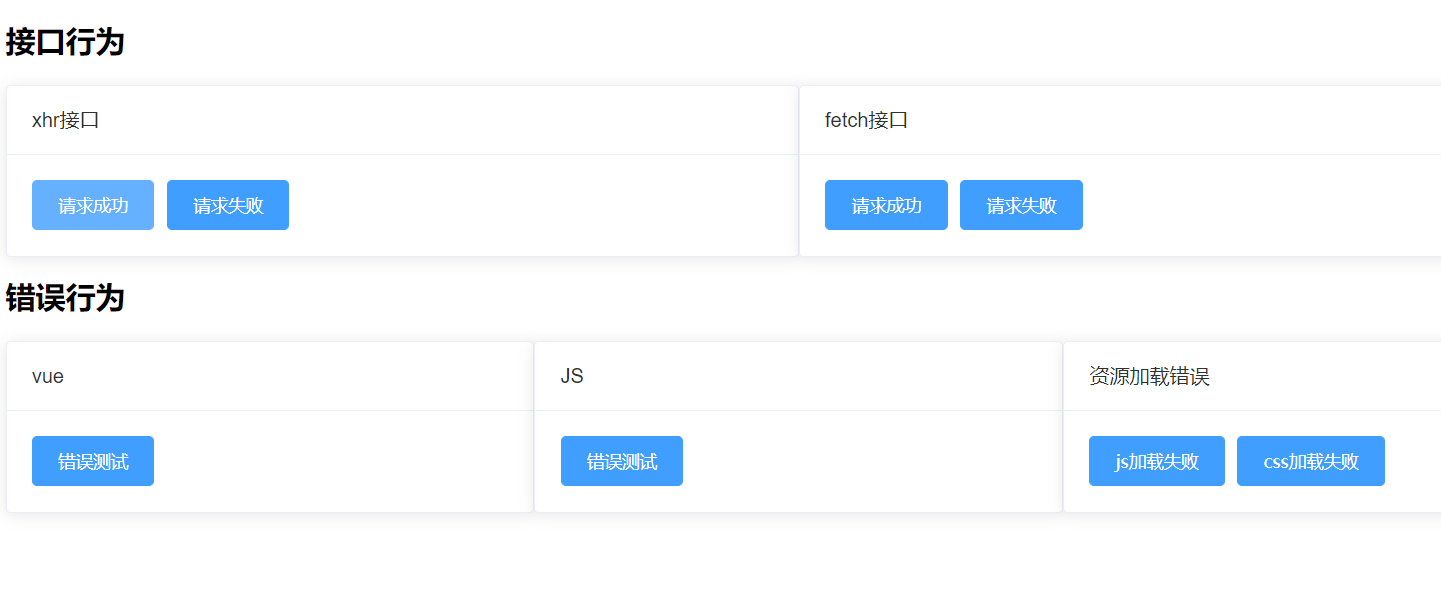 接口行为
xhr接口
fetch接口
请求成功 请求失败
请求成功 请求失败
错误行为
vue
JS
资源加载错误
错误测试
错误测试
js加载失败 css加载失败